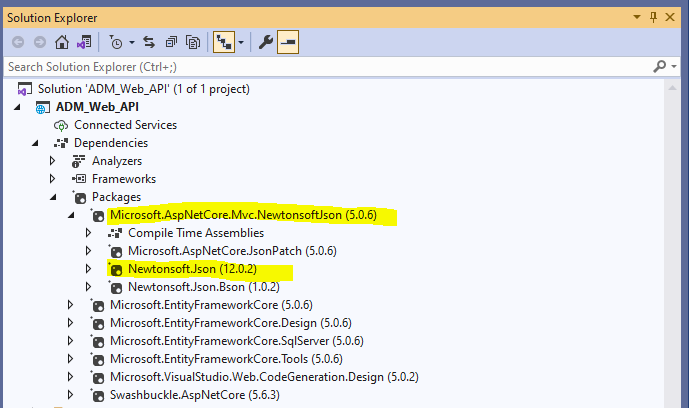 Solution Explorer
Search Solution Explorer (Ctrl+;)
Solution 'ADM_Web_API' (1 of 1 project)
ADM_Web_API
Connected Services
Dependencies
Analyzers
Frameworks
Packages
Microsoft.AspNetCore.Mvc.NewtonsoftJson (5.0.6)
Compile Time Assemblies
Microsoft.AspNetCore.JsonPatch (5.0.6)
Newtonsoft.Json (12.0.2)
Newtonsoft.Json.Bson (1.0.2)
Microsoft.EntityFrameworkCore (5.0.6)
Microsoft.EntityFrameworkCore.Design (5.0.6)
Microsoft.EntityFrameworkCore.SqlServer (5.0.6)
Microsoft.EntityFrameworkCore.Tools (5.0.6)
Microsoft.VisualStudio.Web.CodeGeneration.Design (5.0.2)
Swashbuckle.AspNetCore (5.6.3)